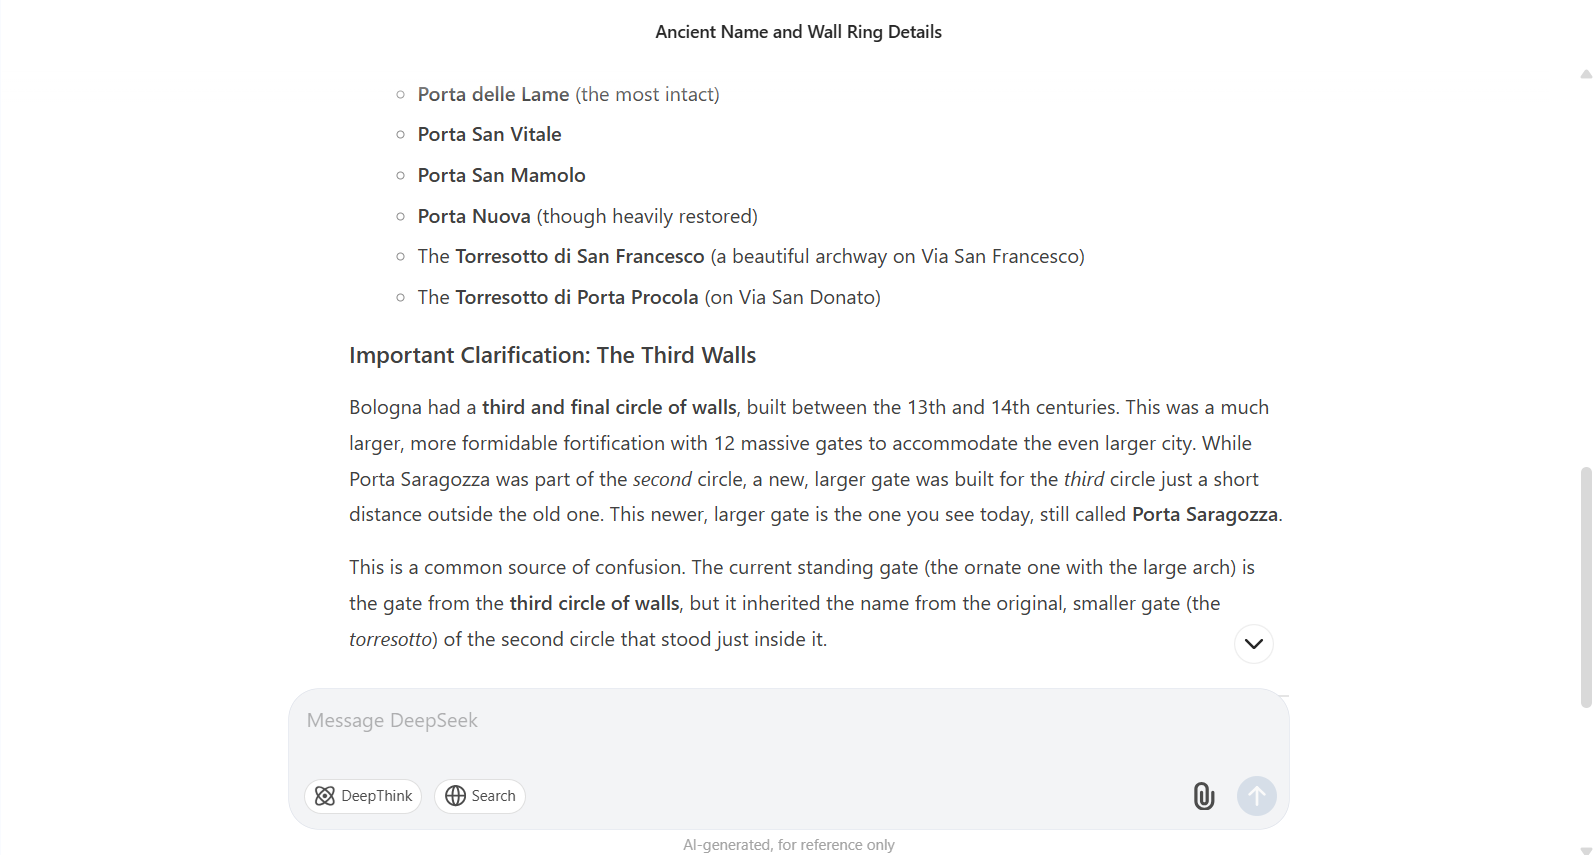 Ancient Name and Wall Ring Details
Porta delle Lame (the most intact)
Porta San Vitale
Porta San Mamolo
Porta Nuova (though heavily restored)
The Torresotto di San Francesco (a beautiful archway on Via San Francesco)
The Torresotto di Porta Procola (on Via San Donato)
Important Clarification: The Third Walls
Bologna had a third and final circle of walls, built between the 13th and 14th centuries. This was a much
larger, more formidable fortification with 12 massive gates to accommodate the even larger city. While
Porta Saragozza was part of the second circle, a new, larger gate was built for the third circle just a short
distance outside the old one. This newer, larger gate is the one you see today, still called Porta Saragozza.
This is a common source of confusion. The current standing gate (the ornate one with the large arch) is
the gate from the third circle of walls, but it inherited the name from the original, smaller gate (the
torresotto) of the second circle that stood just inside it.
Message DeepSeek
DeepThink
Search
AI-generated, for reference only